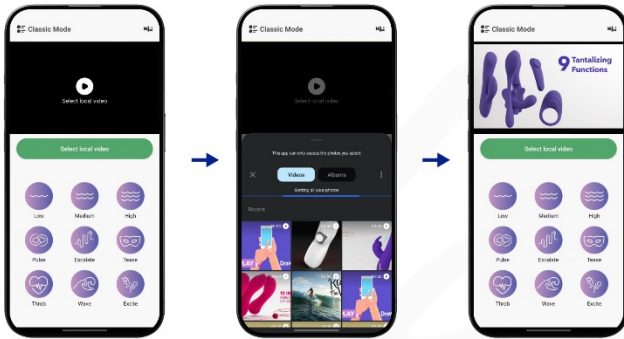 Classic Mode
Select local video
Select local video
Low
Medium
High
Pulse
Escalate
Tease
Throb
Wave
Excite
Classic Mode
Select local video
This app can only access the photos you select
Videos
Albums
Getting all your photos
Recent
Classic Mode
9 Tantalizing
Functions
Select local video
Low
Medium
High
Pulse
Escalate
Tease
Throb
Wave
Excite